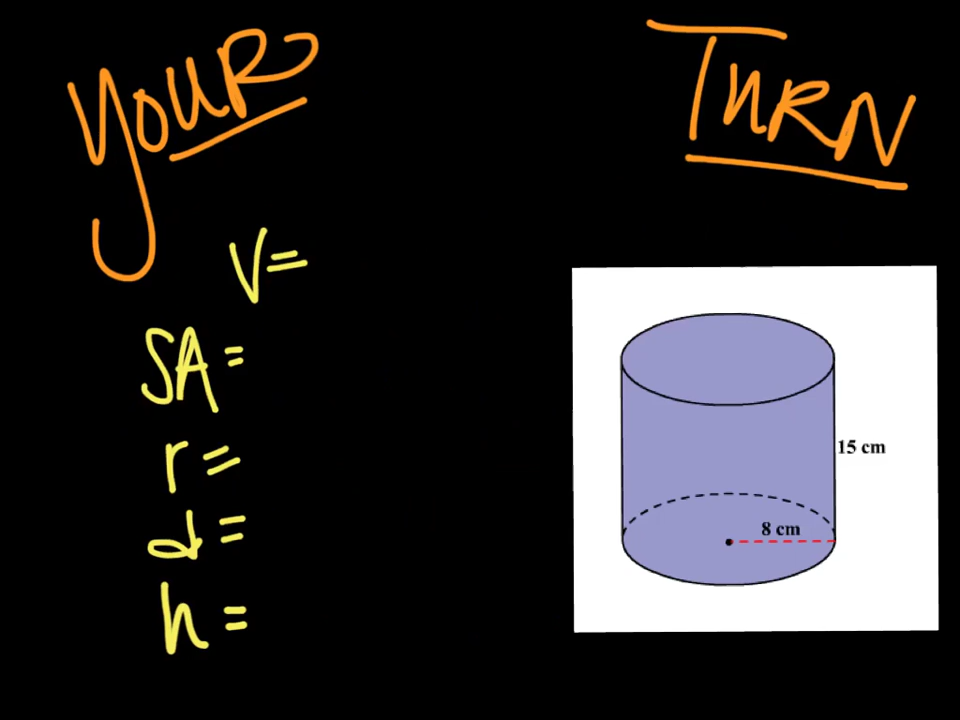 YOUR TURN
V=
SA =
r =
d =
h =
15 cm
8 cm